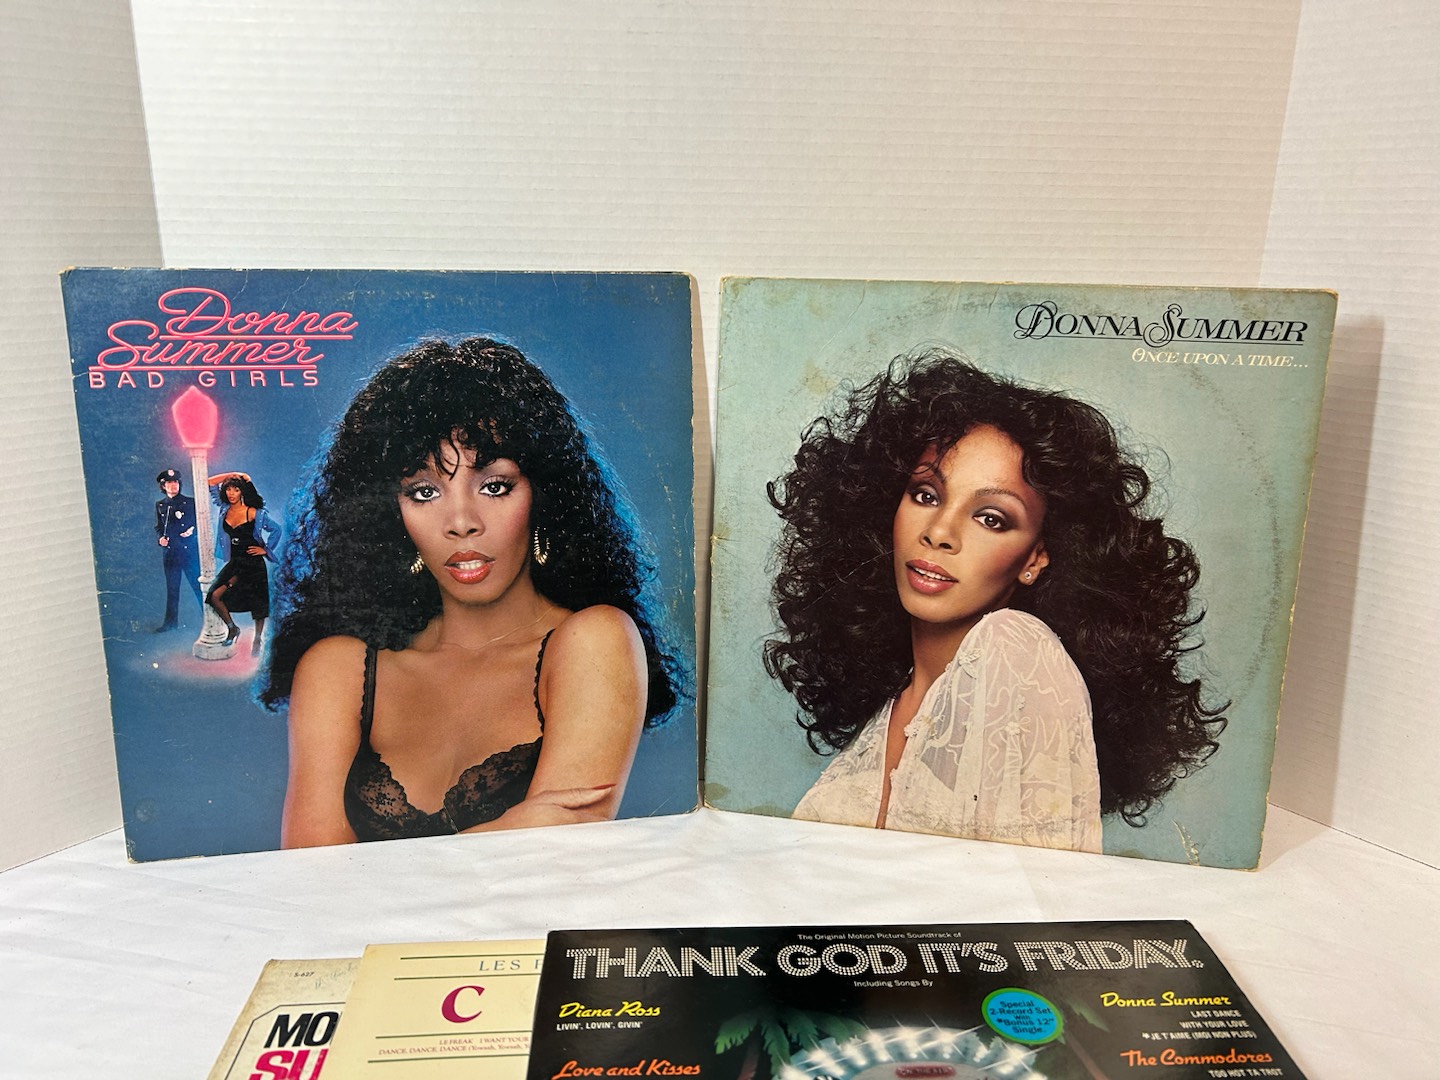 Donna
Summer
BAD GIRLS
DONNA SUMMER
ONCE UPON A TIME...
S-627
MO
SU
LES
C
LE FREAK I WANT YOUR
DANCE, DANCE, DANCE (Yowsah, Yowsah,
The Original Motion Picture Soundtrack of
THANK GOD IT'S FRIDAY.
Including Songs By
Diana Ross
LIVIN', LOVIN', GIVIN'
Love and Kisses
Special
2-Record Set
With
*Bonus 12"
Single.
Donna Summer
LAST DANCE
WITH YOUR LOVE
* JE T'AIME (MOI NON PLUS)
The Commodores
TOO HOT TA TROT